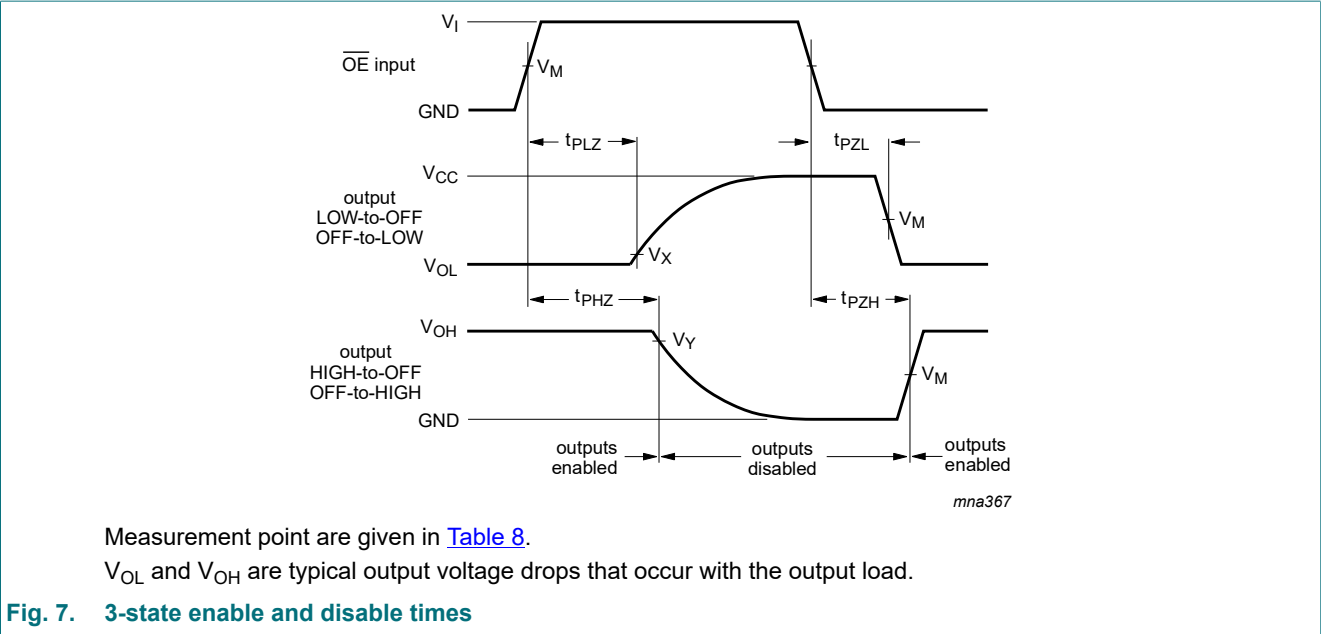 V_I
OE input
V_M
GND
t_PLZ
t_PZL
V_CC
output
LOW-to-OFF
OFF-to-LOW
V_M
V_X
V_OL
t_PHZ
t_PZH
V_OH
output
HIGH-to-OFF
OFF-to-HIGH
V_Y
V_M
GND
outputs
enabled
outputs
disabled
outputs
enabled
mna367
Measurement point are given in Table 8.
V_OL and V_OH are typical output voltage drops that occur with the output load.
Fig. 7. 3-state enable and disable times